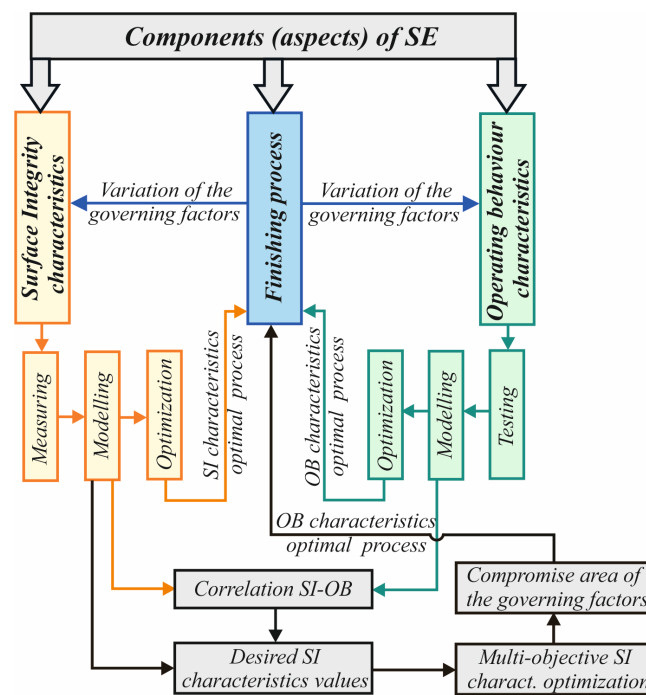 Components (aspects) of SE
Surface Integrity
characteristics
Variation of the
governing factors
Finishing process
Variation of the
governing factors
Operating behaviour
characteristics
Measuring
Modelling
Optimization
SI characteristics
optimal process
OB characteristics
optimal process
Optimization
Modelling
Testing
OB characteristics
optimal process
Correlation SI-OB
Compromise area of
the governing factors
Desired SI
characteristics values
Multi-objective SI
charact. optimization